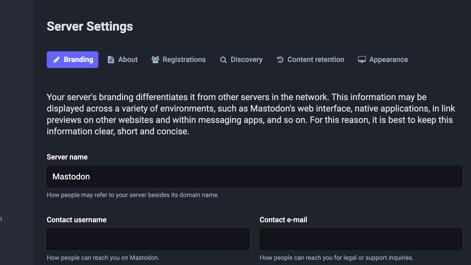 Server Settings
Branding About Registrations Discovery Content retention Appearance
Your server's branding differentiates it from other servers in the network. This information may be
displayed across a variety of environments, such as Mastodon's web interface, native applications, in link
previews on other websites and within messaging apps, and so on. For this reason, it is best to keep this
information clear, short and concise.
Server name
Mastodon
How people may refer to your server besides its domain name.
Contact username Contact e-mail
How people can reach you on Mastodon. How people can reach you for legal or support inquiries.